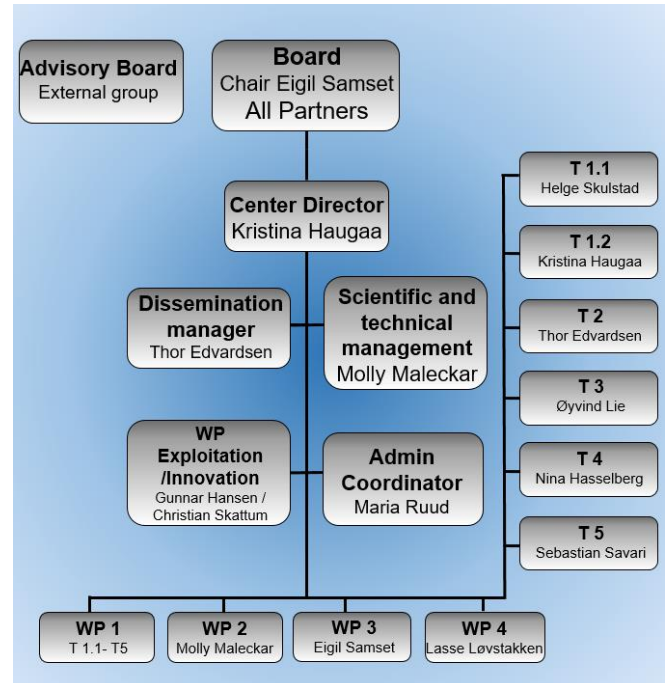 Advisory Board
External group
Board
Chair Eigil Samset
All Partners
Center Director
Kristina Haugaa
Dissemination
manager
Thor Edvardsen
Scientific and
technical
management
Molly Maleckar
WP
Exploitation
/Innovation
Gunnar Hansen /
Christian Skattum
Admin
Coordinator
Maria Ruud
T 1.1
Helge Skulstad
T 1.2
Kristina Haugaa
T 2
Thor Edvardsen
T 3
Øyvind Lie
T 4
Nina Hasselberg
T 5
Sebastian Savari
WP 1
T 1.1- T5
WP 2
Molly Maleckar
WP 3
Eigil Samset
WP 4
Lasse Løvstakken